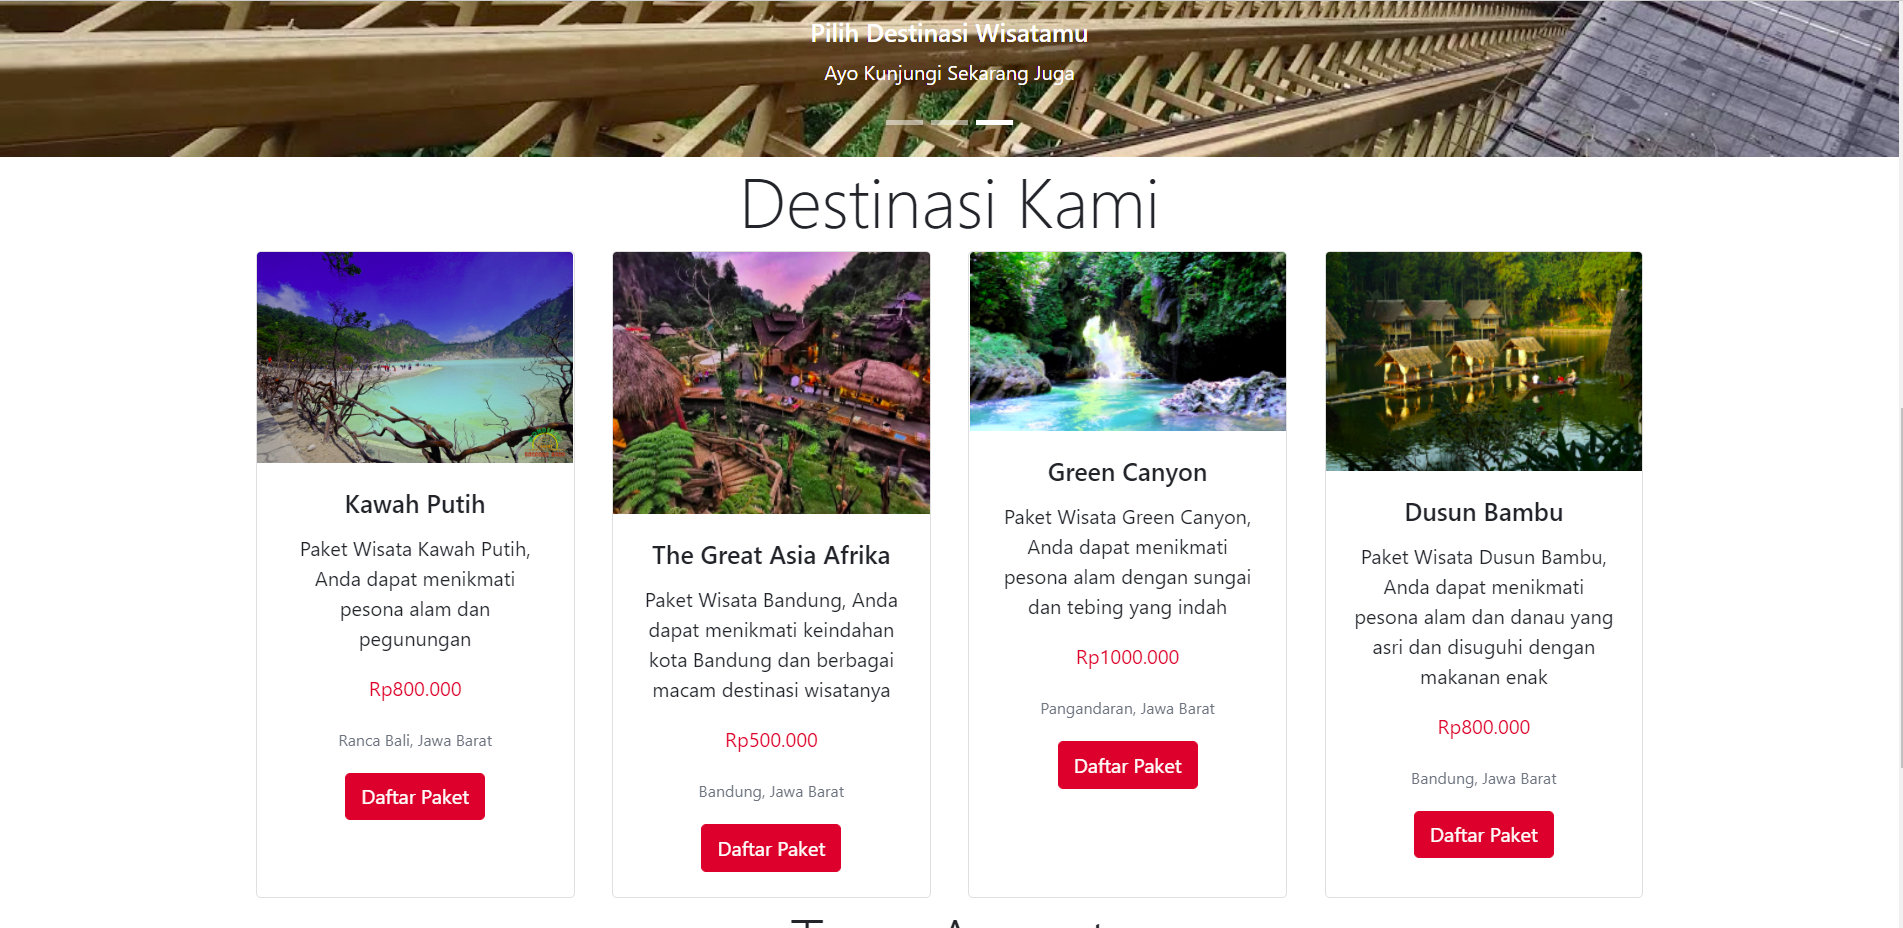 Pilih Destinasi Wisatamu
Ayo Kunjungi Sekarang Juga
Destinasi Kami
Kawah Putih
Paket Wisata Kawah Putih,
Anda dapat menikmati
pesona alam dan
pegunungan
Rp800.000
Ranca Bali, Jawa Barat
Daftar Paket
The Great Asia Afrika
Paket Wisata Bandung, Anda
dapat menikmati keindahan
kota Bandung dan berbagai
macam destinasi wisatanya
Rp500.000
Bandung, Jawa Barat
Daftar Paket
Green Canyon
Paket Wisata Green Canyon,
Anda dapat menikmati
pesona alam dengan sungai
dan tebing yang indah
Rp1000.000
Pangandaran, Jawa Barat
Daftar Paket
Dusun Bambu
Paket Wisata Dusun Bambu,
Anda dapat menikmati
pesona alam dan danau yang
asri dan disuguhi dengan
makanan enak
Rp800.000
Bandung, Jawa Barat
Daftar Paket